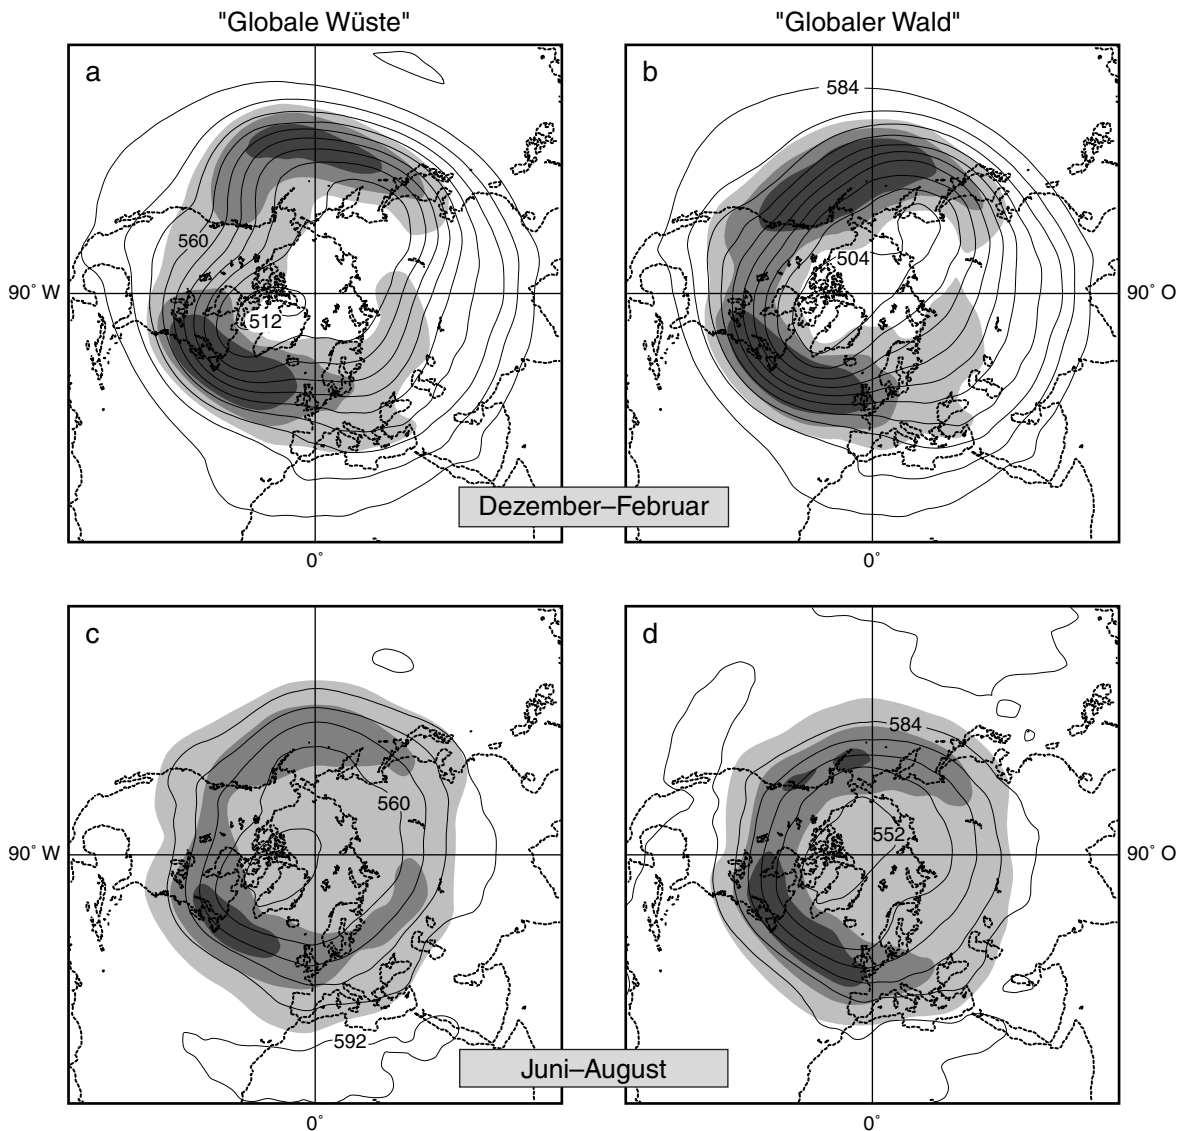 "Globale Wüste"
"Globaler Wald"
a
b
584
560
504
512
90° W
90° O
Dezember–Februar
0°
0°
c
d
584
560
552
90° W
90° O
592
Juni–August
0°
0°